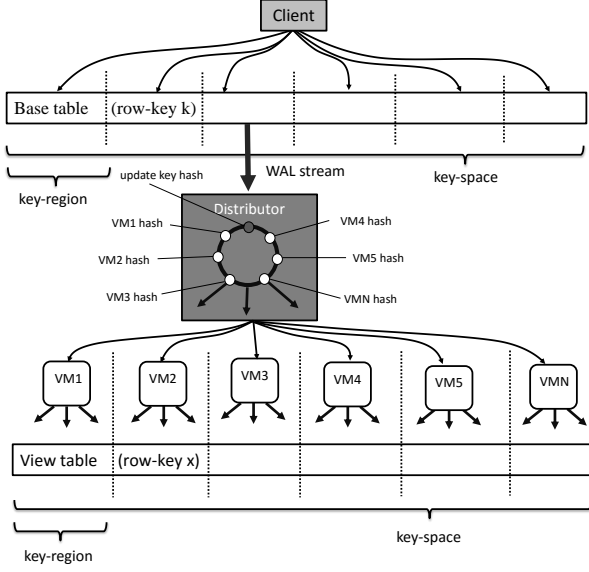 Client
Base table (row-key k)
WAL stream
key-space
key-region
update key hash
Distributor
VM1 hash
VM4 hash
VM2 hash
VM5 hash
VM3 hash
VMN hash
VM1 VM2 VM3 VM4 VM5 VMN
View table (row-key x)
key-region
key-space